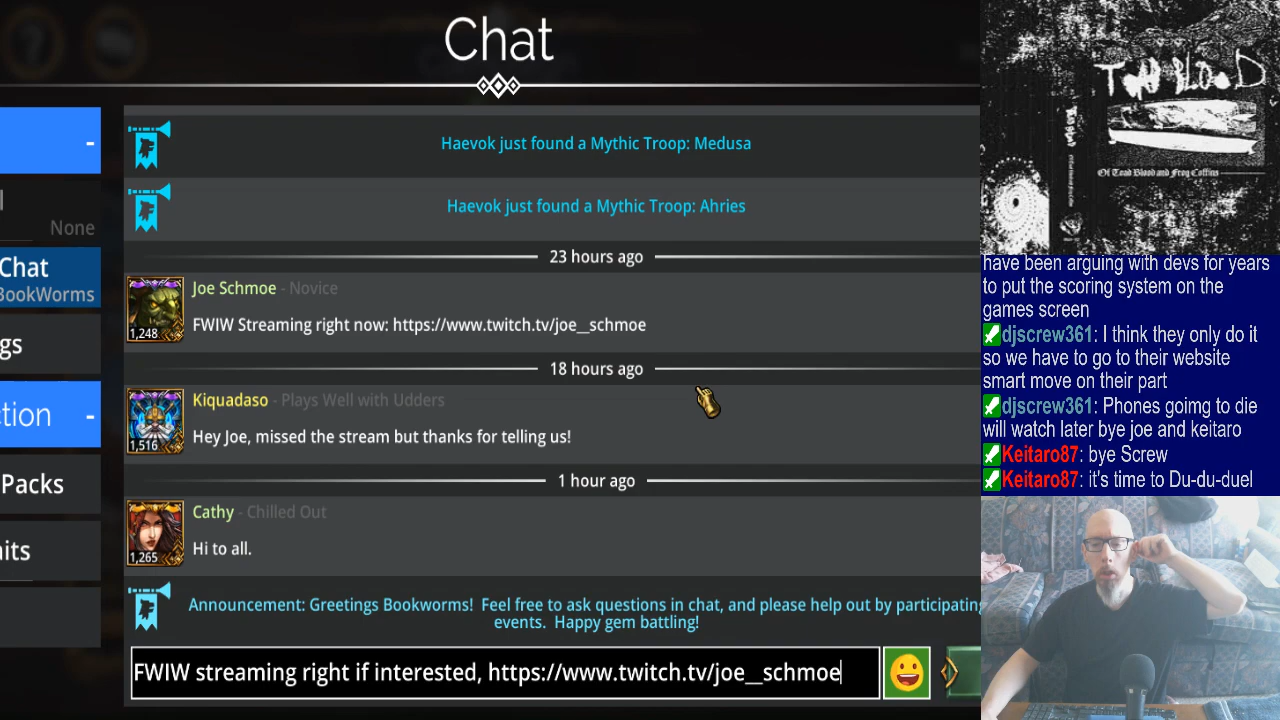 Chat
Haevok just found a Mythic Troop: Medusa
Haevok just found a Mythic Troop: Ahries
None
Chat
BookWorms
gs
ction
Packs
aits
23 hours ago
Joe Schmoe - Novice
1,248
FWIW Streaming right now: https://www.twitch.tv/joe__schmoe
18 hours ago
Kiquadaso - Plays Well with Udders
1,516
Hey Joe, missed the stream but thanks for telling us!
1 hour ago
Cathy - Chilled Out
1,265
Hi to all.
Announcement: Greetings Bookworms! Feel free to ask questions in chat, and please help out by participating
events. Happy gem battling!
FWIW streaming right if interested, https://www.twitch.tv/joe__schmoe
Of Toad Blood and Frog Coffins
have been arguing with devs for years
to put the scoring system on the
games screen
djscrew361: I think they only do it
so we have to go to their website
smart move on their part
djscrew361: Phones goimg to die
will watch later bye joe and keitaro
Keitaro87: bye Screw
Keitaro87: it's time to Du-du-duel